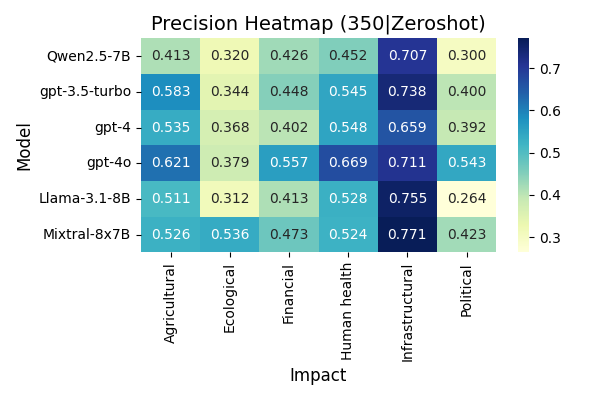 Precision Heatmap (350|Zeroshot)
Model
Qwen2.5-7B 0.413 0.320 0.426 0.452 0.707 0.300
gpt-3.5-turbo 0.583 0.344 0.448 0.545 0.738 0.400
gpt-4 0.535 0.368 0.402 0.548 0.659 0.392
gpt-4o 0.621 0.379 0.557 0.669 0.711 0.543
Llama-3.1-8B 0.511 0.312 0.413 0.528 0.755 0.264
Mixtral-8x7B 0.526 0.536 0.473 0.524 0.771 0.423
Agricultural
Ecological
Financial
Human health
Infrastructural
Political
Impact
0.7
0.6
0.5
0.4
0.3